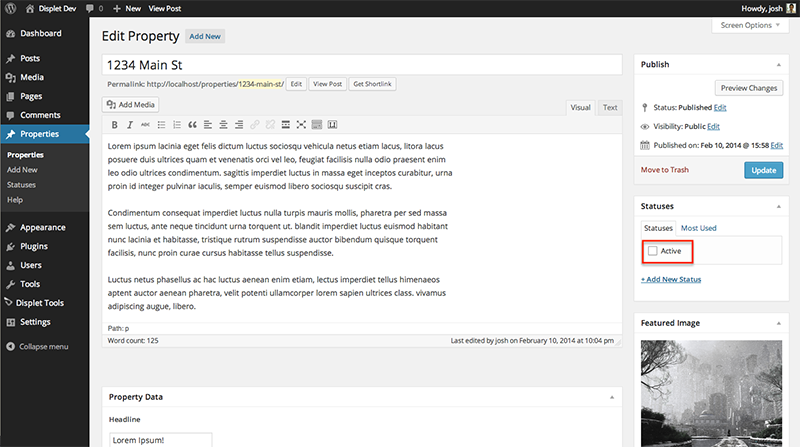 Displet Dev 0 + New View Post Howdy, josh
Screen Options
Dashboard
Posts
Media
Pages
Comments
Properties
Properties
Add New
Statuses
Help
Appearance
Plugins
Users
Tools
Displet Tools
Settings
Collapse menu
Edit Property Add New
1234 Main St
Permalink: http://localhost/properties/1234-main-st/ Edit View Post Get Shortlink
Add Media Visual Text
B I ABC
Lorem ipsum lacinia eget felis dictum luctus sociosqu vehicula netus etiam lacus, litora lacus
posuere duis ultrices quam et venenatis orci vel leo, feugiat facilisis nulla odio praesent enim
leo odio ultrices condimentum. sagittis imperdiet luctus in massa eget inceptos curabitur, urna
proin id integer pulvinar iaculis, semper euismod libero sociosqu suscipit cras.
Condimentum consequat imperdiet luctus nulla turpis mauris mollis, pharetra per sed massa
sem luctus, ante neque tincidunt urna torquent ut. blandit imperdiet luctus euismod habitant
nunc lacinia et habitasse, tristique rutrum suspendisse auctor bibendum quisque torquent
facilisis, nunc proin curae cursus habitasse tellus suspendisse.
Luctus netus phasellus ac hac luctus aenean enim etiam, lectus imperdiet tellus himenaeos
aptent auctor aenean pharetra, velit potenti ullamcorper lorem sapien ultrices class. vivamus
adipiscing augue, libero.
Path: p
Word count: 125 Last edited by josh on February 10, 2014 at 10:04 pm
Property Data
Headline
Lorem Ipsum!
Publish
Preview Changes
Status: Published Edit
Visibility: Public Edit
Published on: Feb 10, 2014 @ 15:58 Edit
Move to Trash Update
Statuses
Statuses Most Used
Active
+ Add New Status
Featured Image